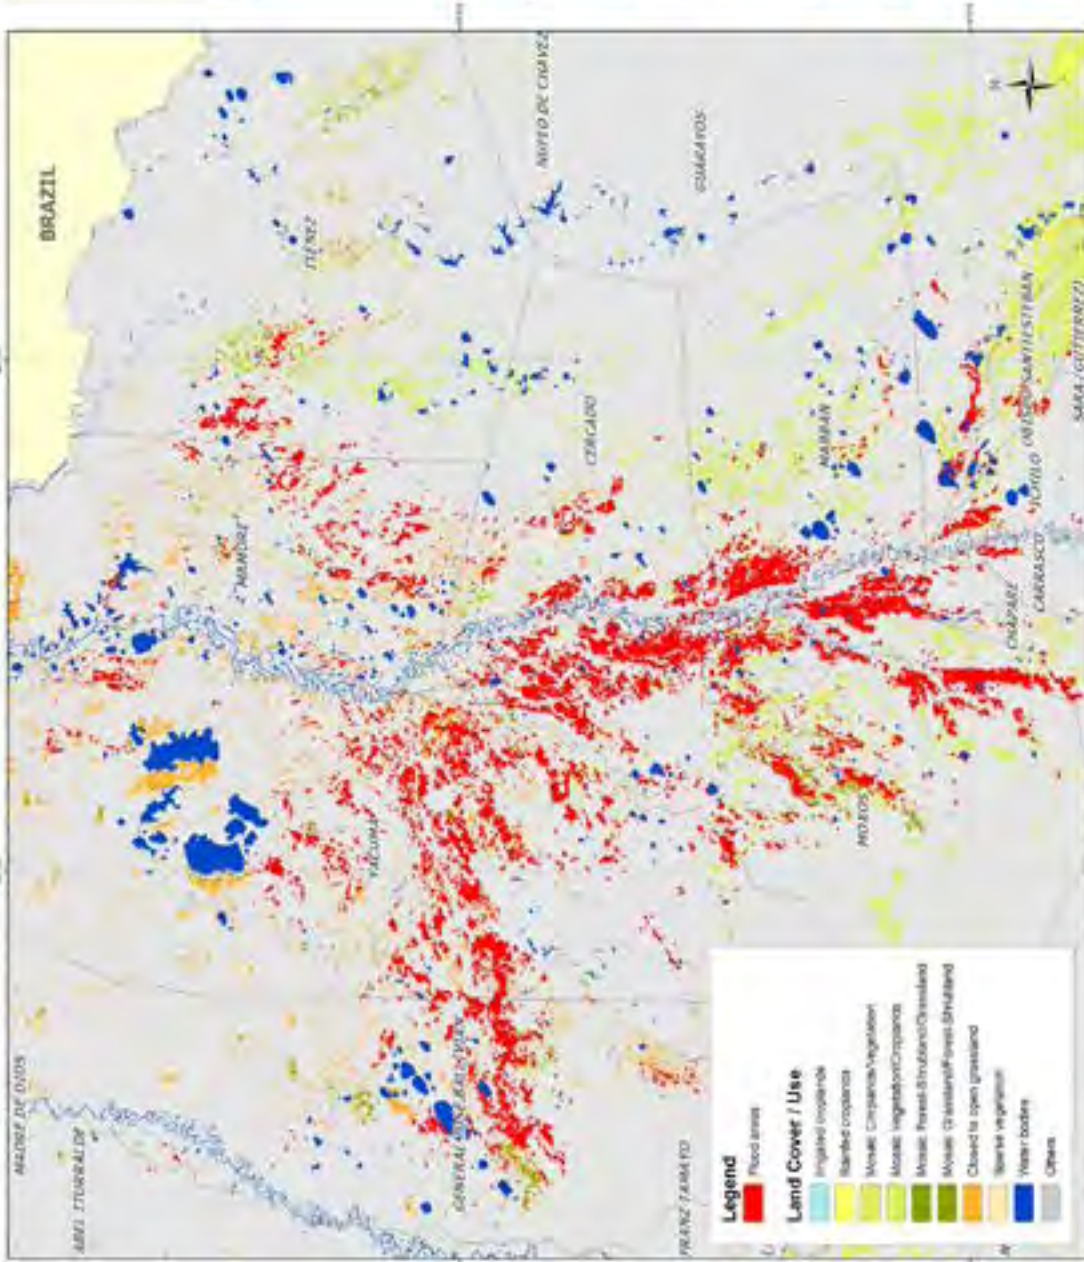 BRAZIL
MADRE DE DIOS
ABEL ITURRALDE
MAMORE
ITENEZ
NUFLO DE CHAVEZ
YACUMA
CERCADO
GUARAYOS
FRANZ TAMAYO
MOXOS
MARBAN
CHAPARE
CARRASCO
N
Legend
Flood areas
Land Cover / Use
Irrigated croplands
Rainfed croplands
Mosaic Croplands/Vegetation
Mosaic Vegetation/Croplands
Mosaic Forest-Shrubland/Grassland
Mosaic Grassland/Forest-Shrubland
Closed to open grassland
Sparse vegetation
Water bodies
Others